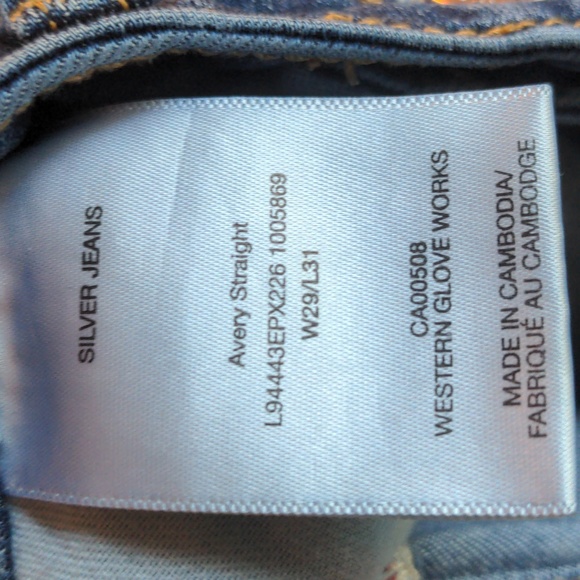 SILVER JEANS
Avery Straight
L94443EPX226 1005869
W29/L31
CA00508
WESTERN GLOVE WORKS
MADE IN CAMBODIA/
FABRIQUÉ AU CAMBODGE